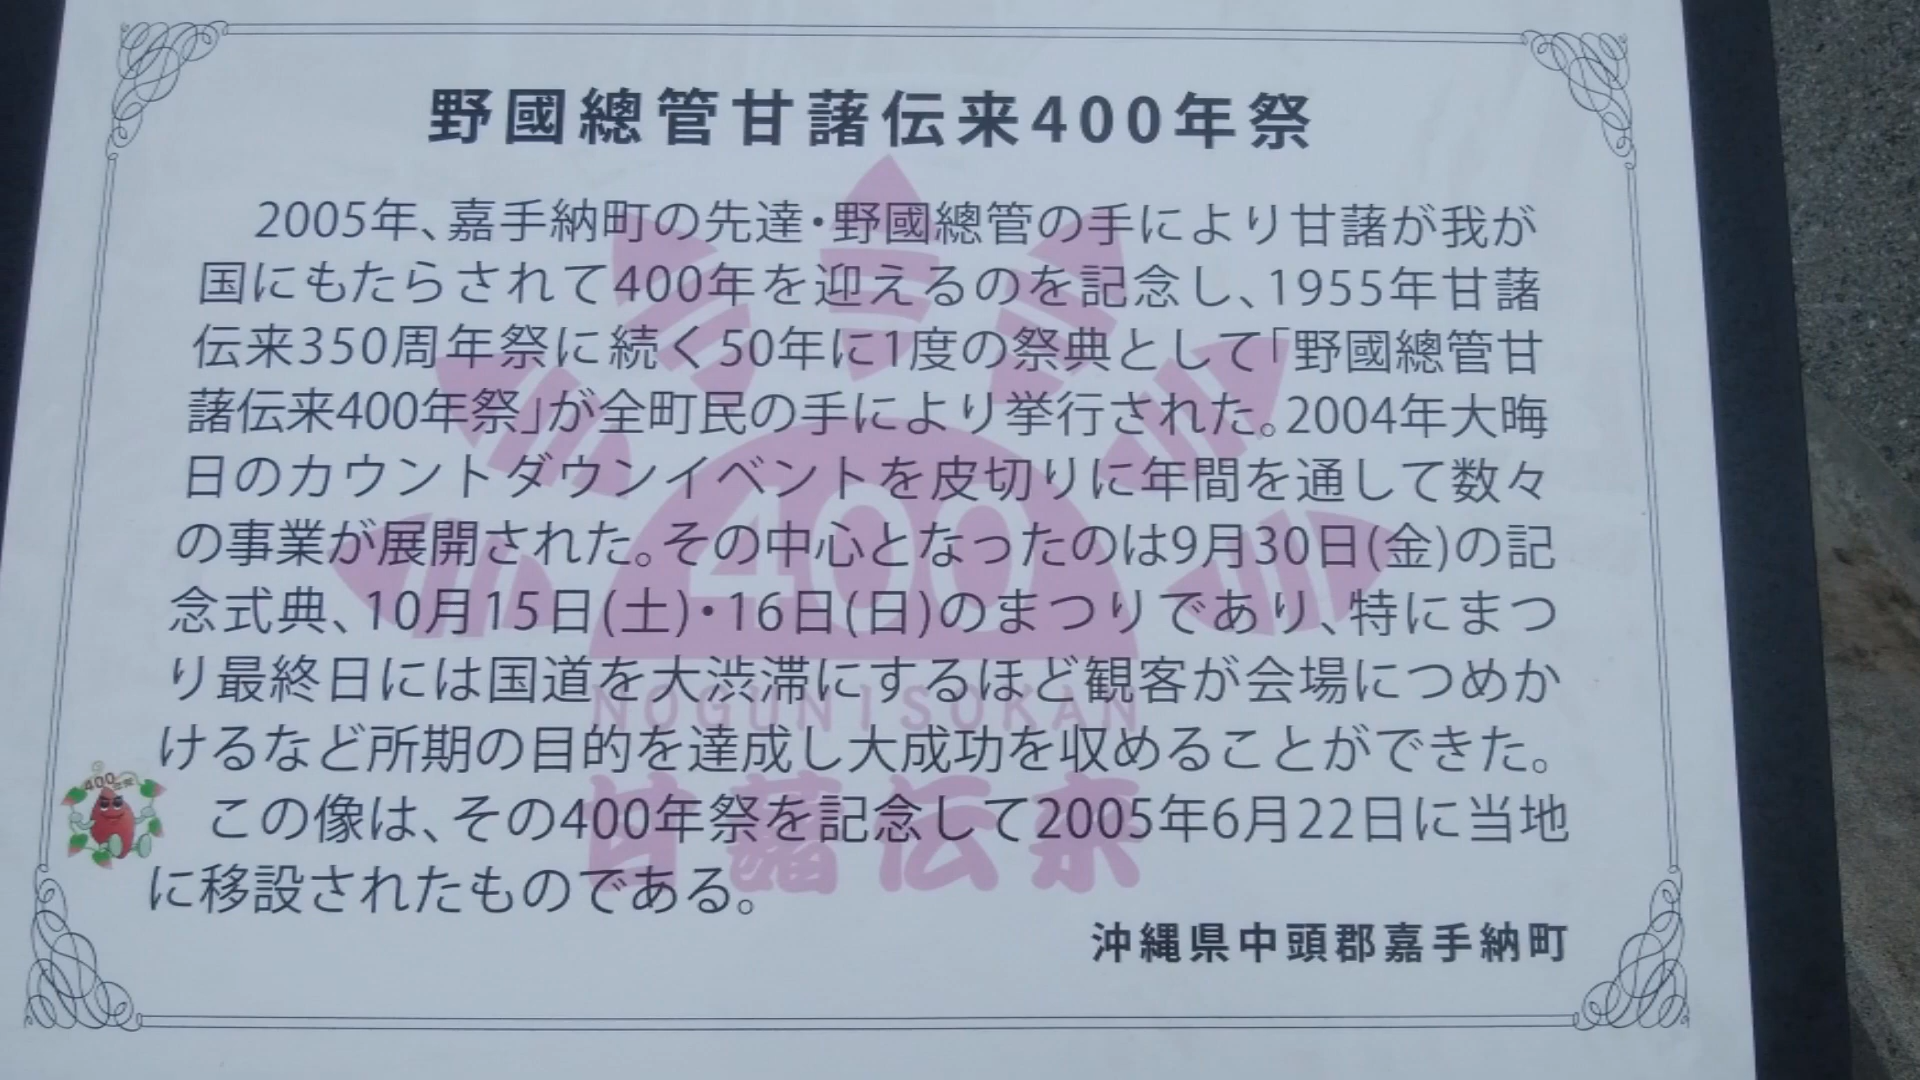 野國總管甘藷伝来400年祭
2005年、嘉手納町の先達・野國總管の手により甘藷が我が
国にもたらされて400年を迎えるのを記念し、1955年甘藷
伝来350周年祭に続く50年に1度の祭典として「野國總管甘
藷伝来400年祭」が全町民の手により挙行された。2004年大晦
日のカウントダウンイベントを皮切りに年間を通して数々
の事業が展開された。その中心となったのは9月30日(金)の記
念式典、10月15日(土)・16日(日)のまつりであり、特にまつ
り最終日には国道を大渋滞にするほど観客が会場につめか
けるなど所期の目的を達成し大成功を収めることができた。
この像は、その400年祭を記念して2005年6月22日に当地
に移設されたものである。
沖縄県中頭郡嘉手納町
400
NOGUNISOKAN
甘藷伝来
400年祭